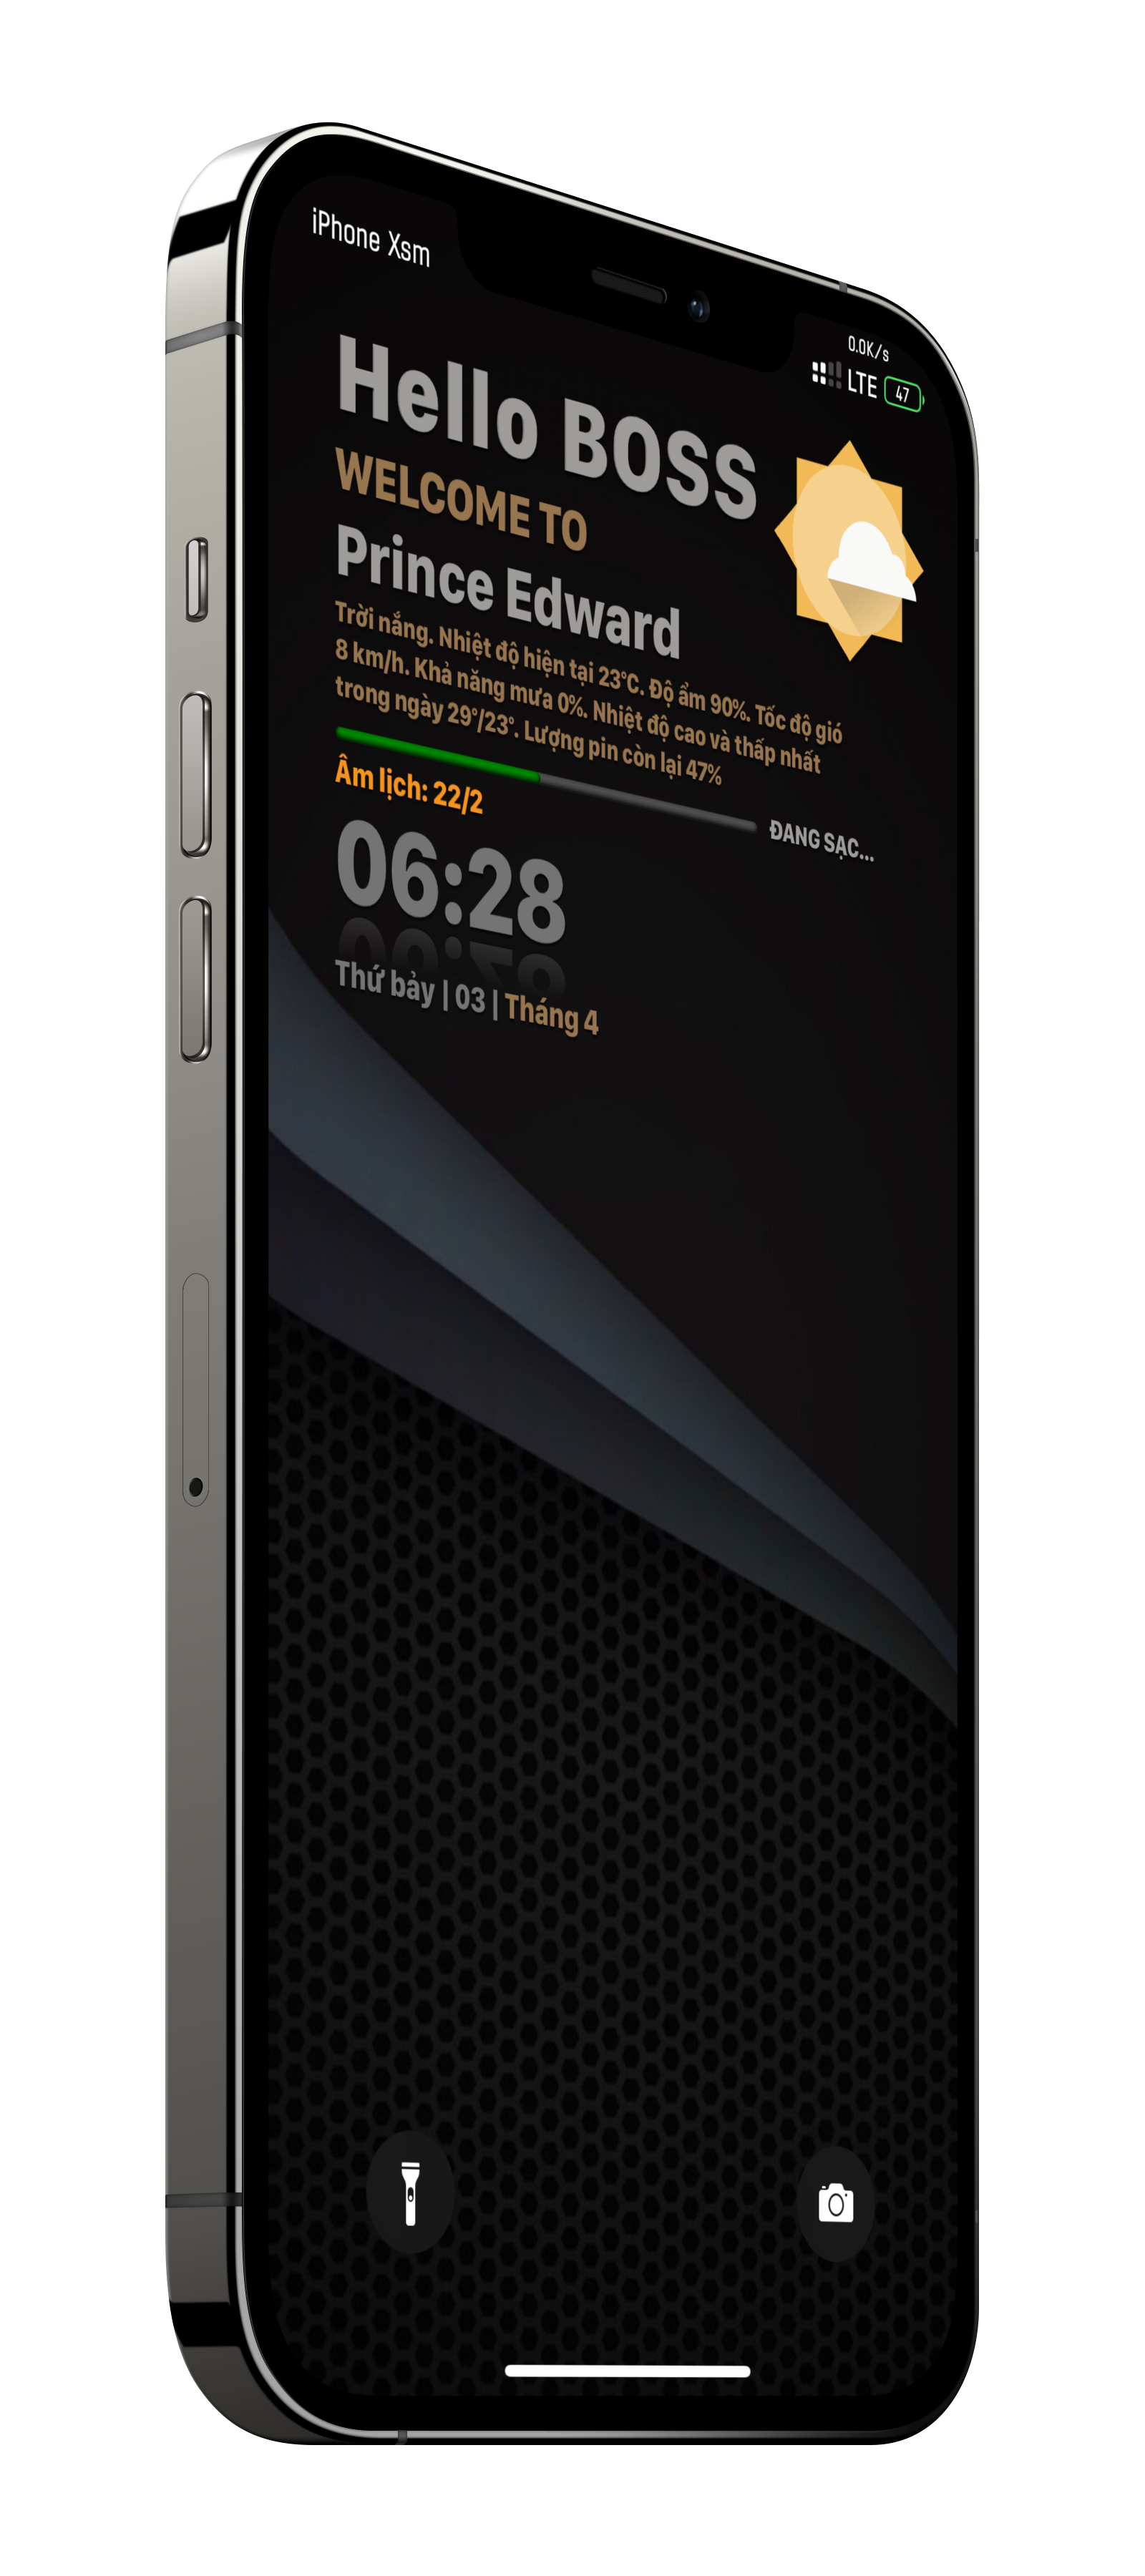 iPhone Xsm
0.0K/s
LTE 47
Hello BOSS
WELCOME TO
Prince Edward
Trời nắng. Nhiệt độ hiện tại 23°C. Độ ẩm 90%. Tốc độ gió
8 km/h. Khả năng mưa 0%. Nhiệt độ cao và thấp nhất
trong ngày 29°/23°. Lượng pin còn lại 47%
ĐANG SẠC...
Âm lịch: 22/2
06:28
Thứ bảy | 03 | Tháng 4